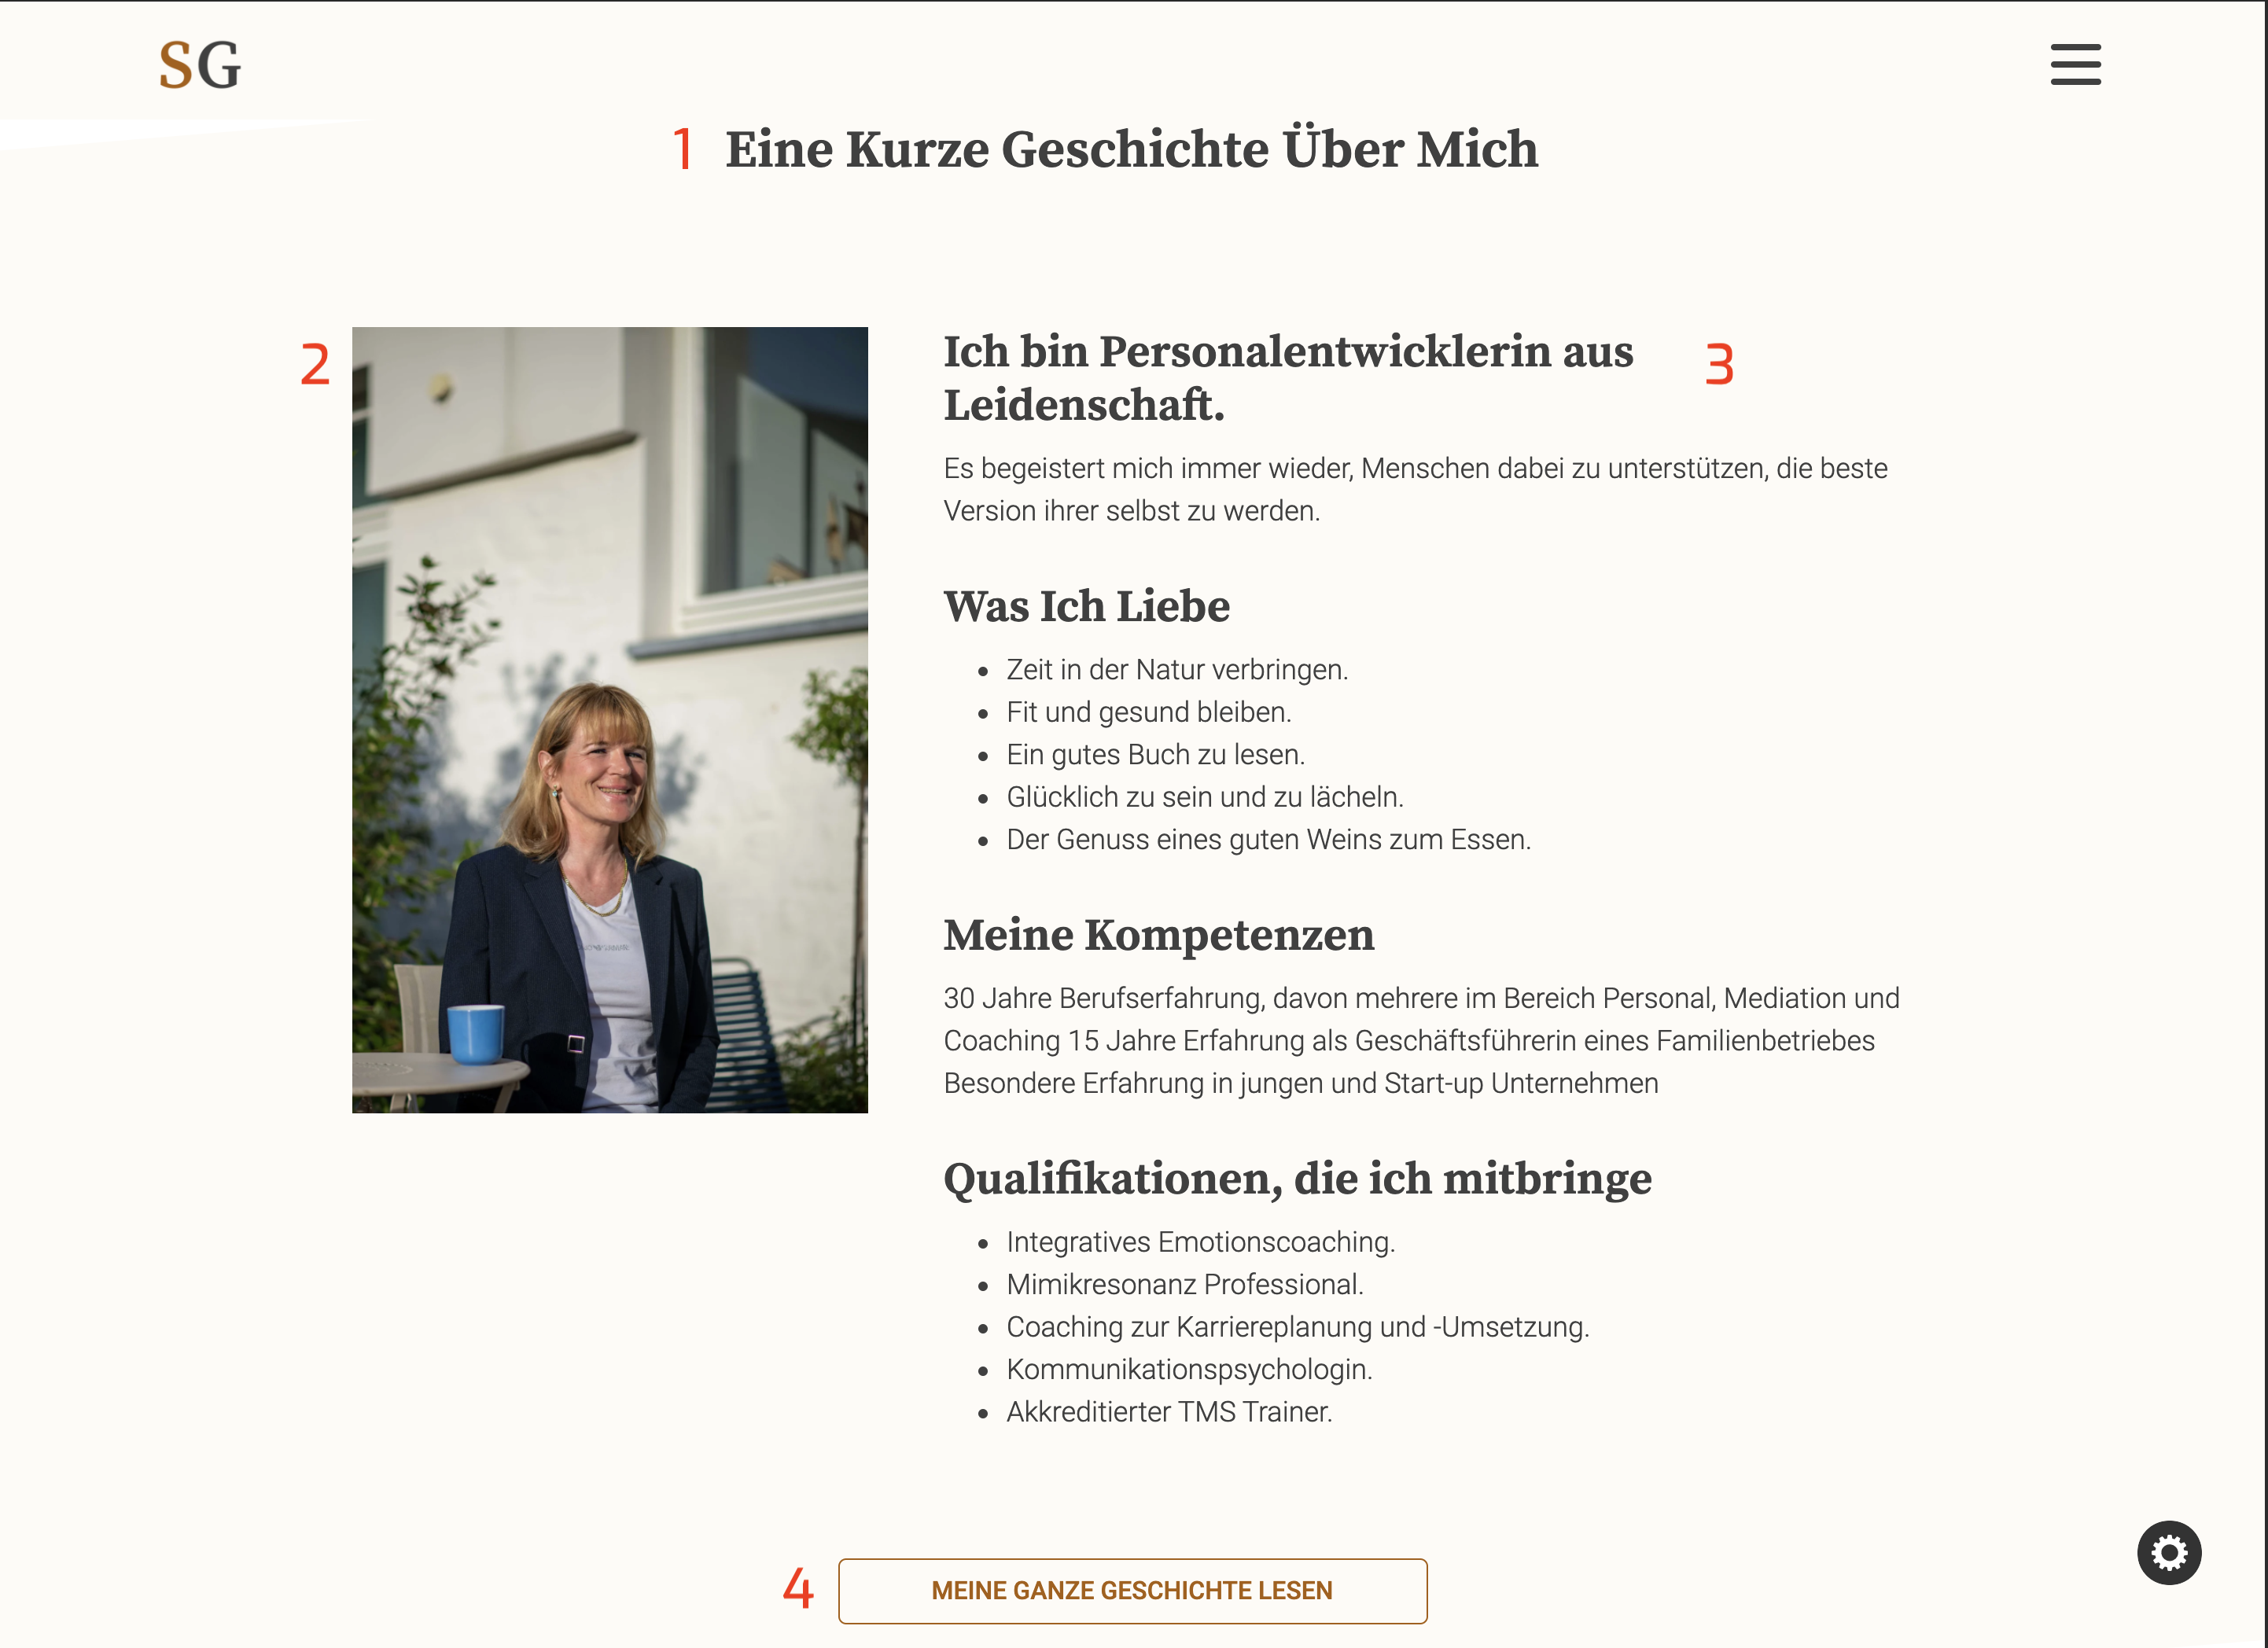 SG
1 Eine Kurze Geschichte Über Mich
2
Ich bin Personalentwicklerin aus
Leidenschaft.
3
Es begeistert mich immer wieder, Menschen dabei zu unterstützen, die beste
Version ihrer selbst zu werden.
Was Ich Liebe
• Zeit in der Natur verbringen.
• Fit und gesund bleiben.
• Ein gutes Buch zu lesen.
• Glücklich zu sein und zu lächeln.
• Der Genuss eines guten Weins zum Essen.
Meine Kompetenzen
30 Jahre Berufserfahrung, davon mehrere im Bereich Personal, Mediation und
Coaching 15 Jahre Erfahrung als Geschäftsführerin eines Familienbetriebes
Besondere Erfahrung in jungen und Start-up Unternehmen
Qualifikationen, die ich mitbringe
• Integratives Emotionscoaching.
• Mimikresonanz Professional.
• Coaching zur Karriereplanung und -Umsetzung.
• Kommunikationspsychologin.
• Akkreditierter TMS Trainer.
4 MEINE GANZE GESCHICHTE LESEN